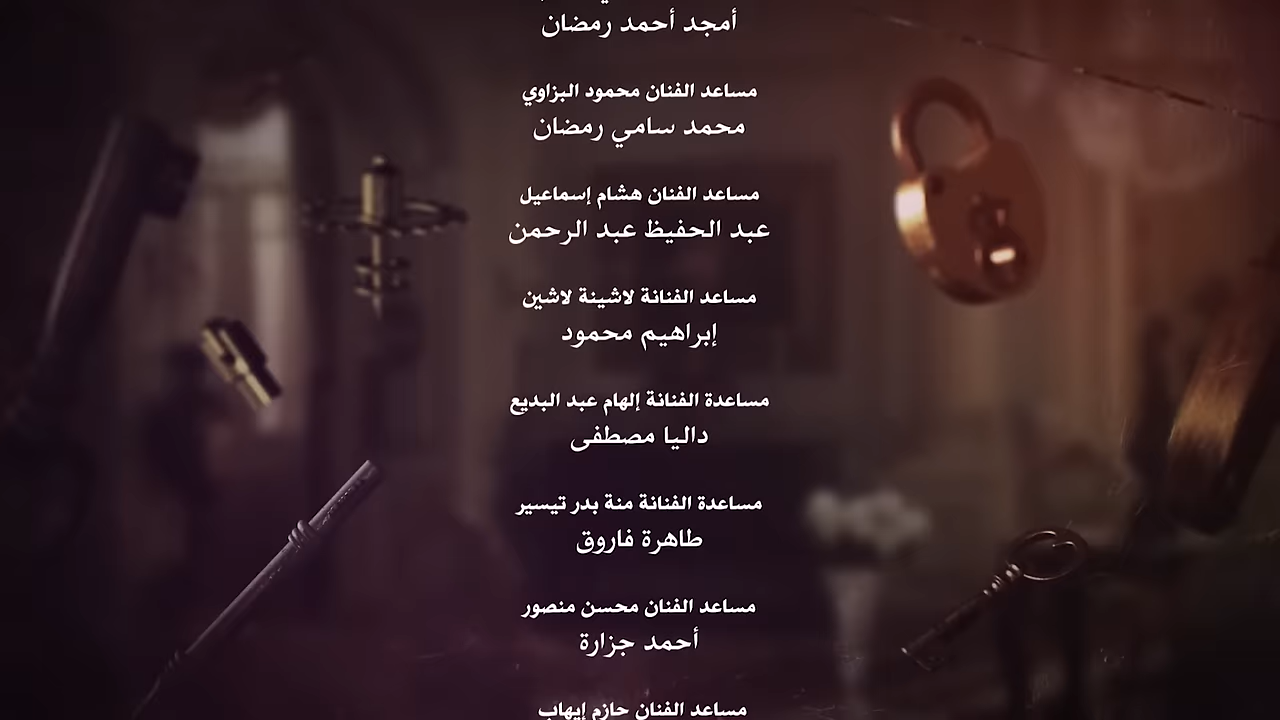 أمجد أحمد رمضان
مساعد الفنان محمود البزاوي
محمد سامي رمضان
مساعد الفنان هشام إسماعيل
عبد الحفيظ عبد الرحمن
مساعد الفنانة لاشينة لاشين
إبراهيم محمود
مساعدة الفنانة إلهام عبد البديع
داليا مصطفى
مساعدة الفنانة منة بدر تيسير
طاهرة فاروق
مساعد الفنان محسن منصور
أحمد جزارة
مساعد الفنان حازم إيهاب